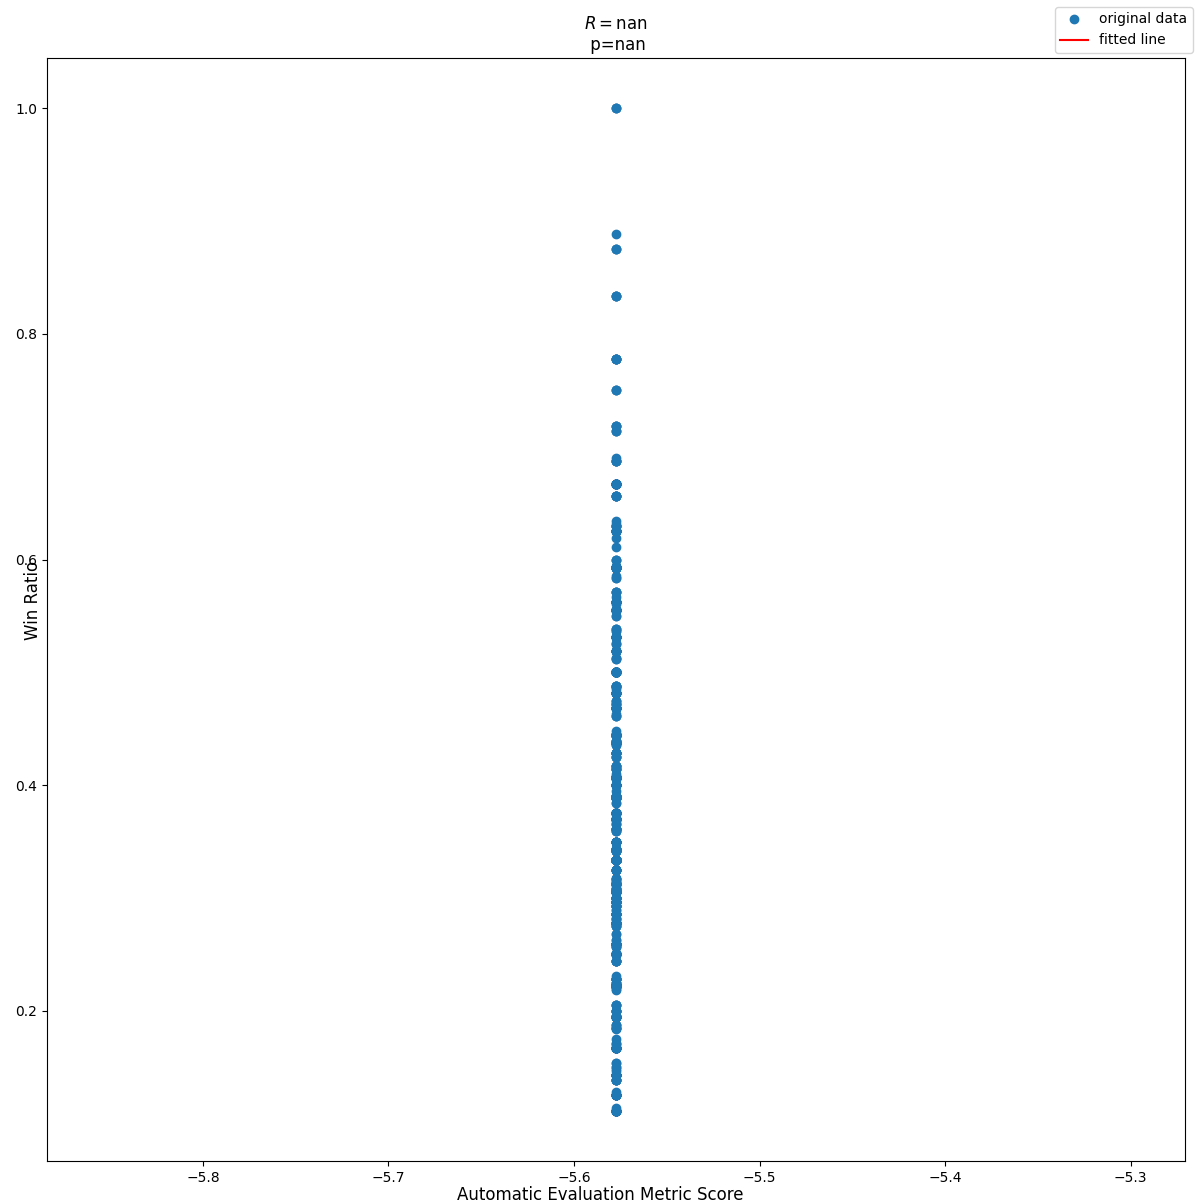 R = nan
p=nan
original data
fitted line
1.0
0.8
0.6
0.4
0.2
Win Ratio
−5.8
−5.7
−5.6
−5.5
−5.4
−5.3
Automatic Evaluation Metric Score